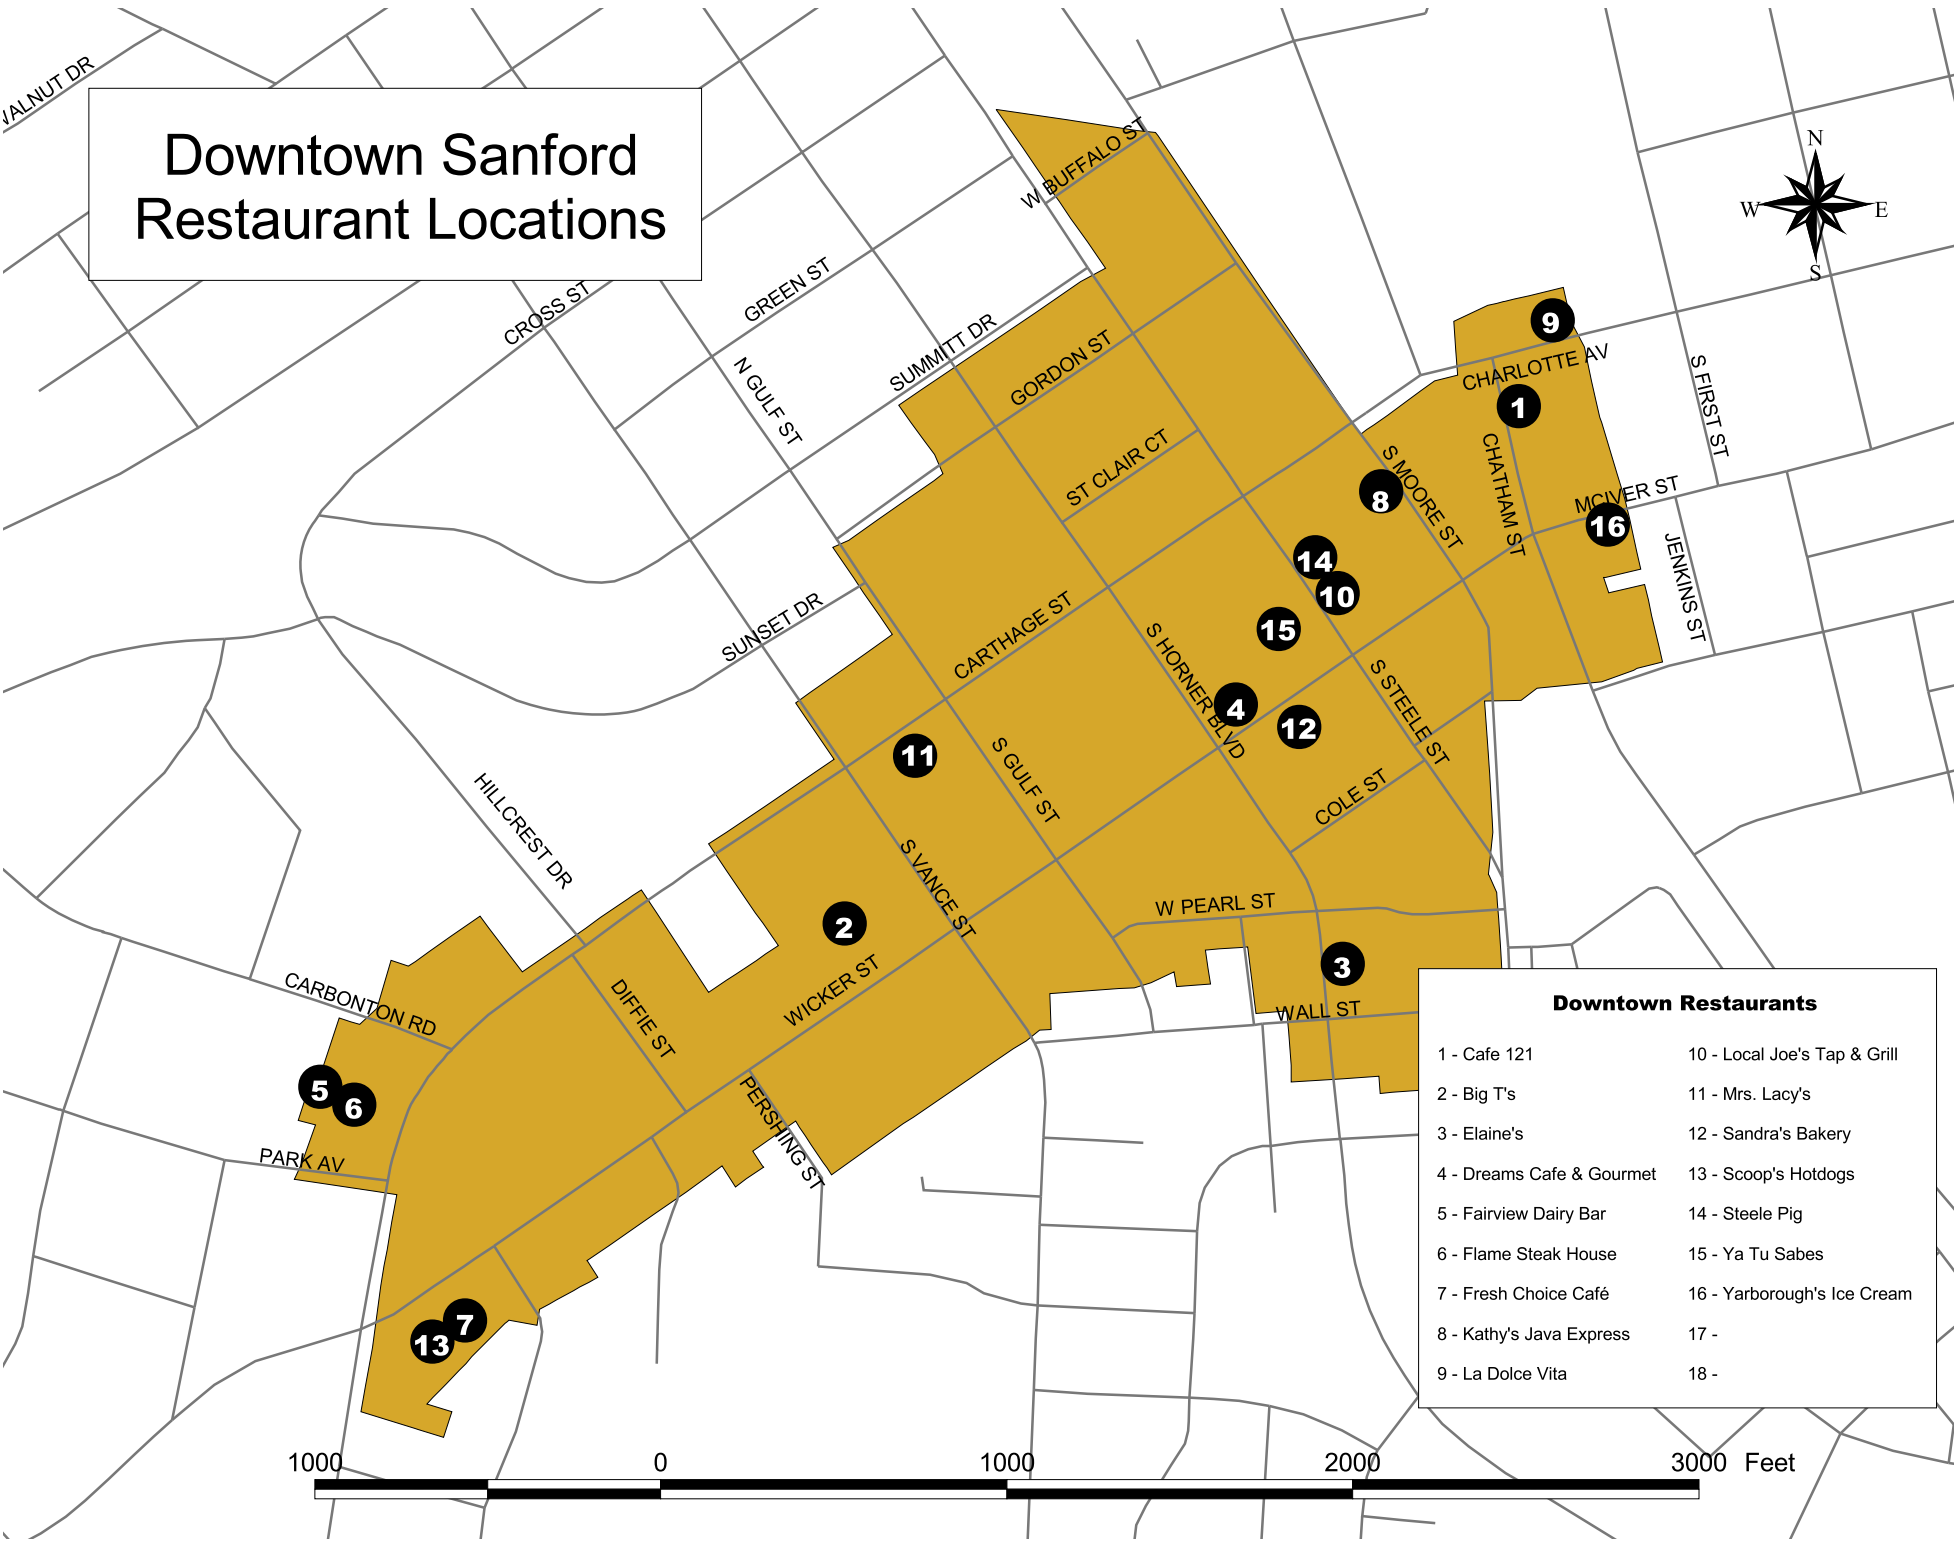 WALNUT DR
Downtown Sanford
Restaurant Locations
N
W
E
S
W BUFFALO ST
CROSS ST
GREEN ST
SUMMITT DR
GORDON ST
N GULF ST
ST CLAIR CT
9
CHARLOTTE AV
1
S FIRST ST
S MOORE ST
CHATHAM ST
8
MCIVER ST
16
JENKINS ST
14
10
15
SUNSET DR
CARTHAGE ST
S HORNER BLVD
4
12
S STEELE ST
11
S GULF ST
COLE ST
HILLCREST DR
S VANCE ST
2
W PEARL ST
3
WALL ST
WICKER ST
DIFFIE ST
CARBONTON RD
5
6
PARK AV
PERSHING ST
7
13
Downtown Restaurants
1 - Cafe 121
2 - Big T's
3 - Elaine's
4 - Dreams Cafe & Gourmet
5 - Fairview Dairy Bar
6 - Flame Steak House
7 - Fresh Choice Café
8 - Kathy's Java Express
9 - La Dolce Vita
10 - Local Joe's Tap & Grill
11 - Mrs. Lacy's
12 - Sandra's Bakery
13 - Scoop's Hotdogs
14 - Steele Pig
15 - Ya Tu Sabes
16 - Yarborough's Ice Cream
17 -
18 -
1000 0 1000 2000 3000 Feet